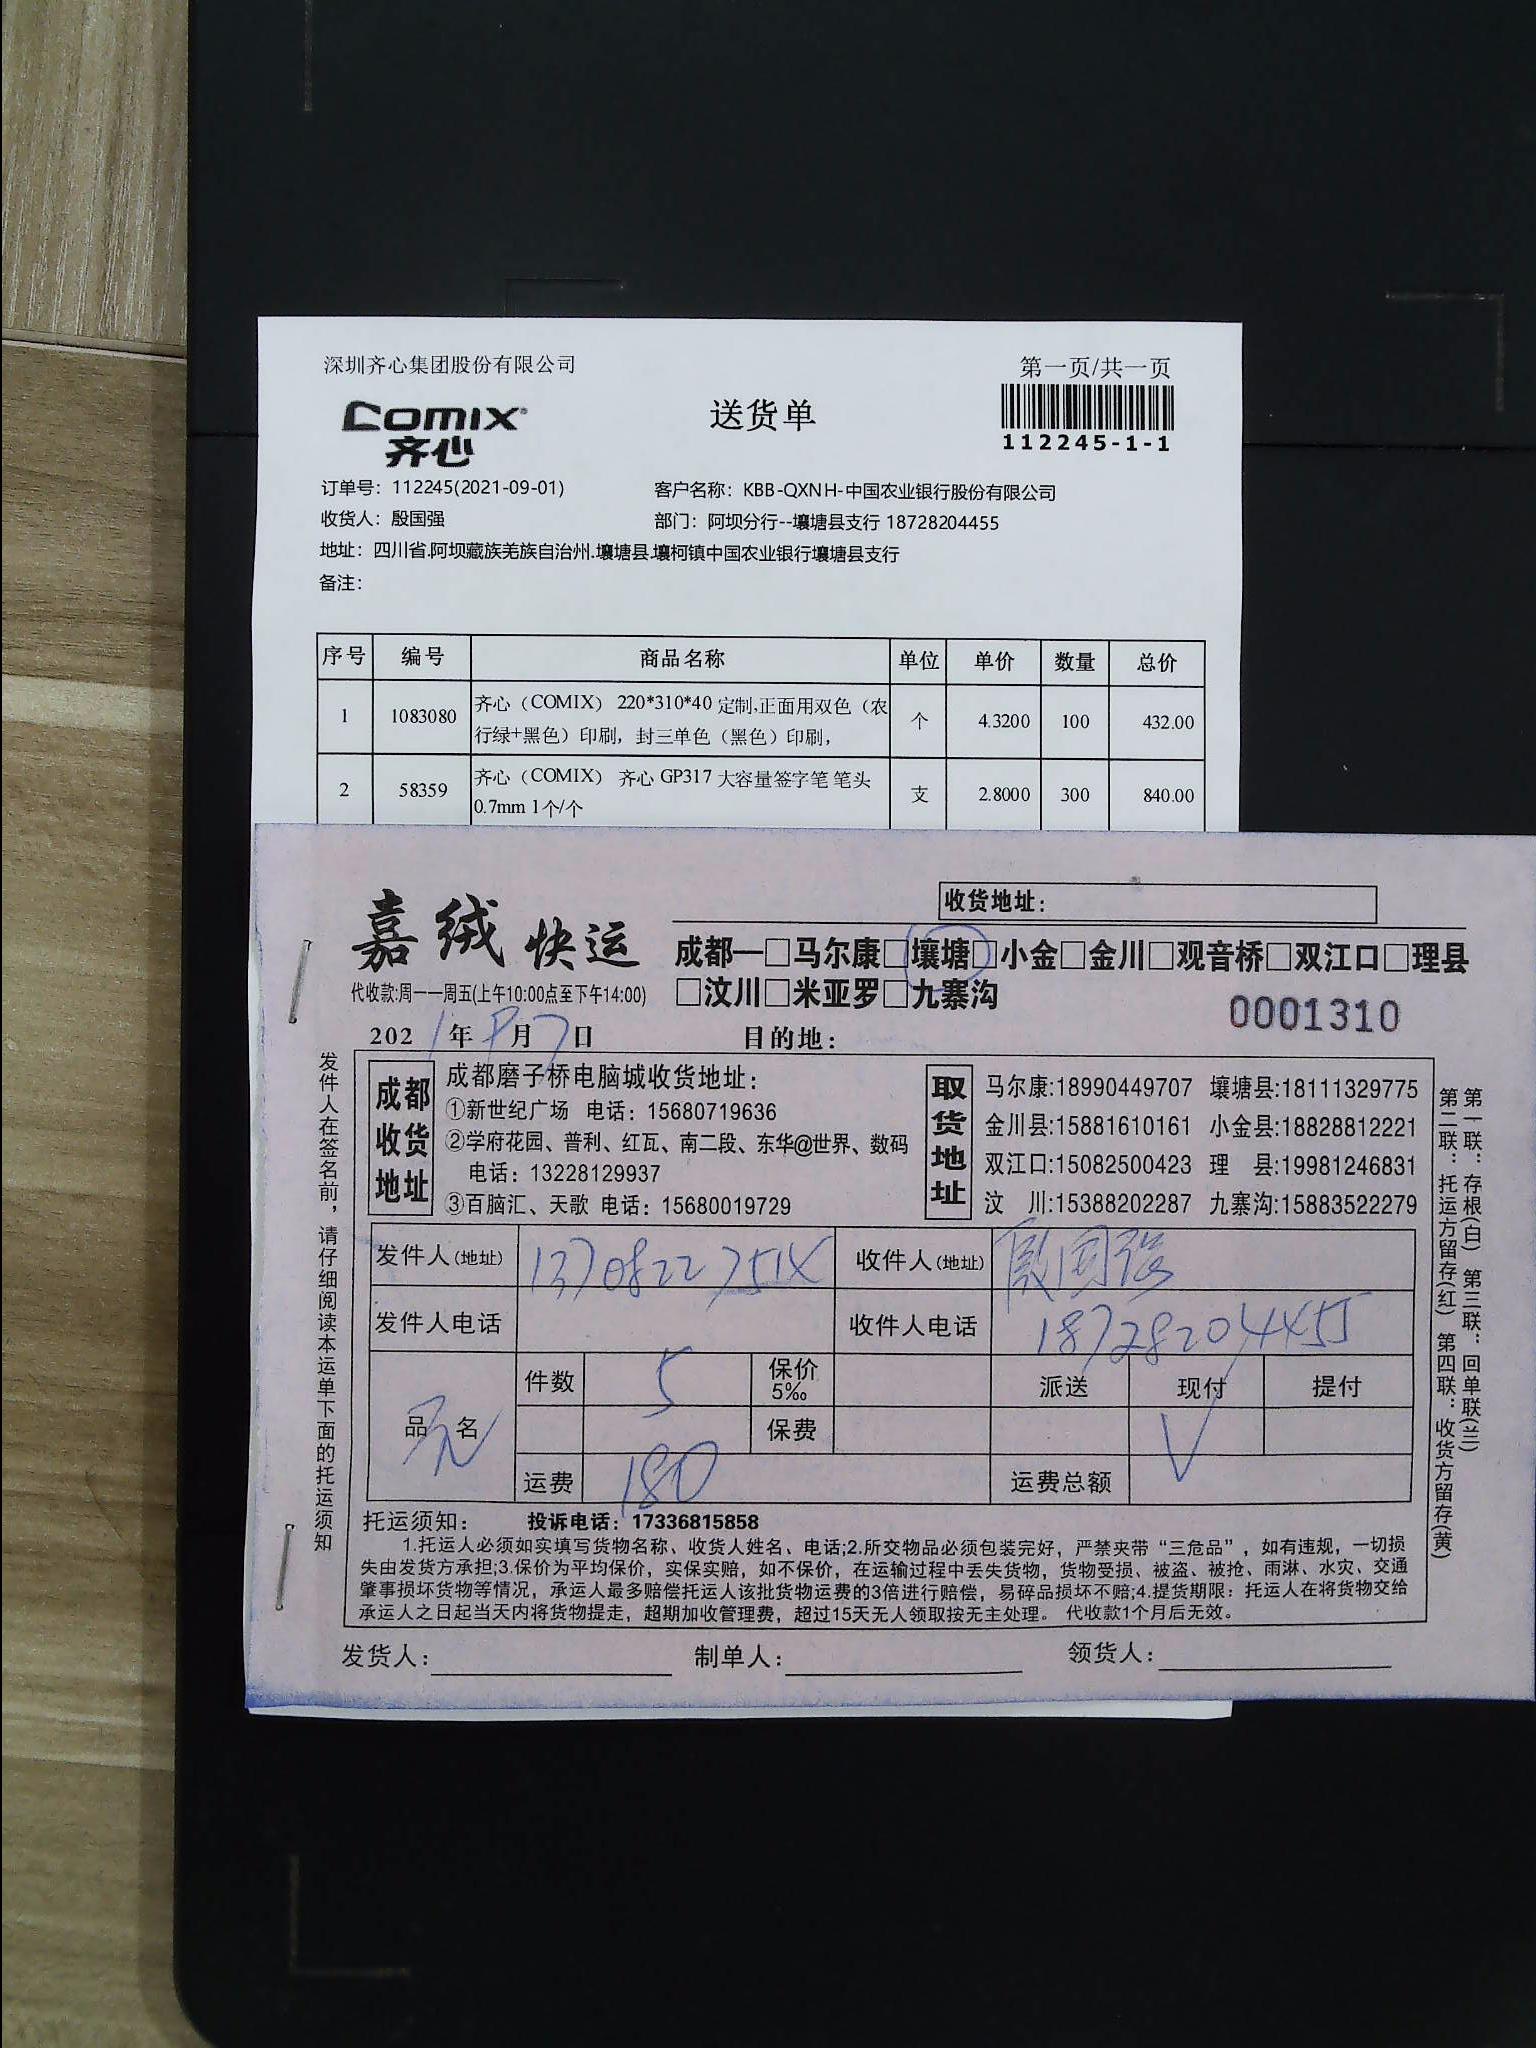 深圳齐心集团股份有限公司
第一页/共一页
COMIX
齐心
送货单
112245-1-1
订单号：112245(2021-09-01)
客户名称：KBB-QXNH-中国农业银行股份有限公司
收货人：殷国强
部门：阿坝分行--壤塘县支行 18728204455
地址：四川省.阿坝藏族羌族自治州.壤塘县.壤柯镇中国农业银行壤塘县支行
备注：
序号 编号 商品名称 单位 单价 数量 总价
1 1083080 齐心（COMIX） 220*310*40 定制,正面用双色（农 个 4.3200 100 432.00
行绿+黑色）印刷，封三单色（黑色）印刷，
2 58359 齐心（COMIX） 齐心 GP317 大容量签字笔 笔头 支 2.8000 300 840.00
0.7mm 1个/个
收货地址：
嘉绒快运
成都—□马尔康□壤塘□小金□金川□观音桥□双江口□理县
□汶川□米亚罗□九寨沟
代收款:周一一周五(上午10:00点至下午14:00)
0001310
2021年 月7日
目的地：
成都收货地址
成都磨子桥电脑城收货地址：
①新世纪广场 电话：15680719636
②学府花园、普利、红瓦、南二段、东华@世界、数码
电话：13228129937
③百脑汇、天歌 电话：15680019729
取货地址
马尔康:18990449707 壤塘县:18111329775
金川县:15881610161 小金县:18828812221
双江口:15082500423 理 县:19981246831
汶 川:15388202287 九寨沟:15883522279
发件人(地址)
收件人(地址) 殷国强
发件人电话
收件人电话 18728204455
品名
件数 5 保价5‰ 派送 现付 提付
保费 √
运费 180 运费总额
托运须知： 投诉电话：17336815858
1.托运人必须如实填写货物名称、收货人姓名、电话;2.所交物品必须包装完好，严禁夹带“三危品”，如有违规，一切损
失由发货方承担;3.保价为平均保价，实保实赔，如不保价，在运输过程中丢失货物，货物受损、被盗、被抢、雨淋、水灾、交通
肇事损坏货物等情况，承运人最多赔偿托运人该批货物运费的3倍进行赔偿，易碎品损坏不赔;4.提货期限：托运人在将货物交给
承运人之日起当天内将货物提走，超期加收管理费，超过15天无人领取按无主处理。 代收款1个月后无效。
发货人：
制单人：
领货人：
发件人在签名前，请仔细阅读本运单下面的托运须知
第一联：存根(白) 第三联：回单联(兰)
第二联：托运方留存(红) 第四联：收货方留存(黄)